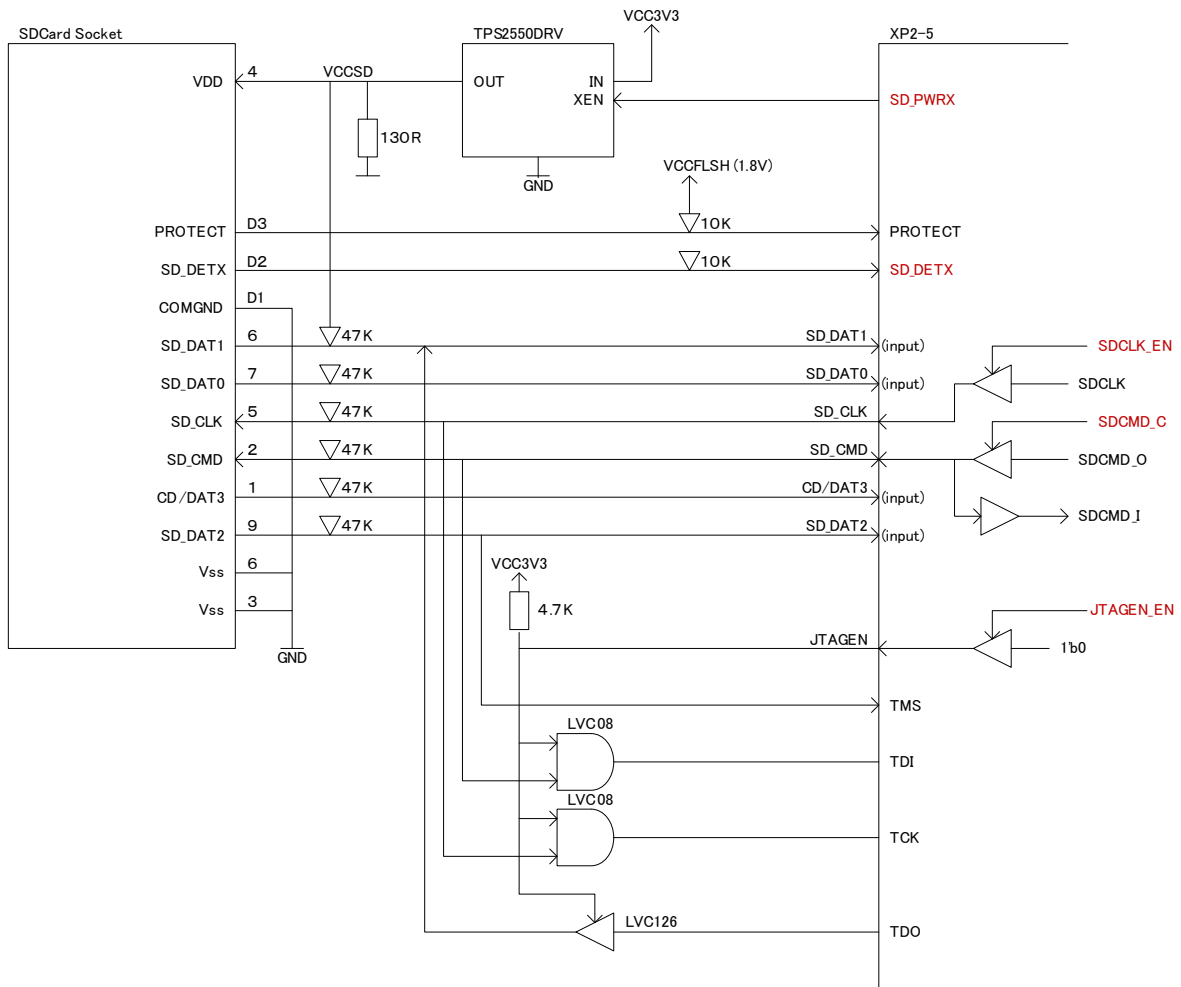 SDCard Socket
TPS2550DRV
VCC3V3
XP2-5
VDD
4
VCCSD
OUT
IN
XEN
SD_PWRX
130R
GND
VCCFLSH (1.8V)
PROTECT
D3
10K
PROTECT
SD_DETX
D2
10K
SD_DETX
COMGND
D1
SD_DAT1
6
47K
SD_DAT1
(input)
SDCLK_EN
SD_DAT0
7
47K
SD_DAT0
(input)
SDCLK
SD_CLK
5
47K
SD_CLK
SDCMD_C
SD_CMD
2
47K
SD_CMD
SDCMD_O
CD/DAT3
1
47K
CD/DAT3
(input)
SDCMD_I
SD_DAT2
9
47K
SD_DAT2
(input)
Vss
6
VCC3V3
Vss
3
4.7K
JTAGEN_EN
GND
JTAGEN
1'b0
TMS
LVC08
TDI
LVC08
TCK
LVC126
TDO